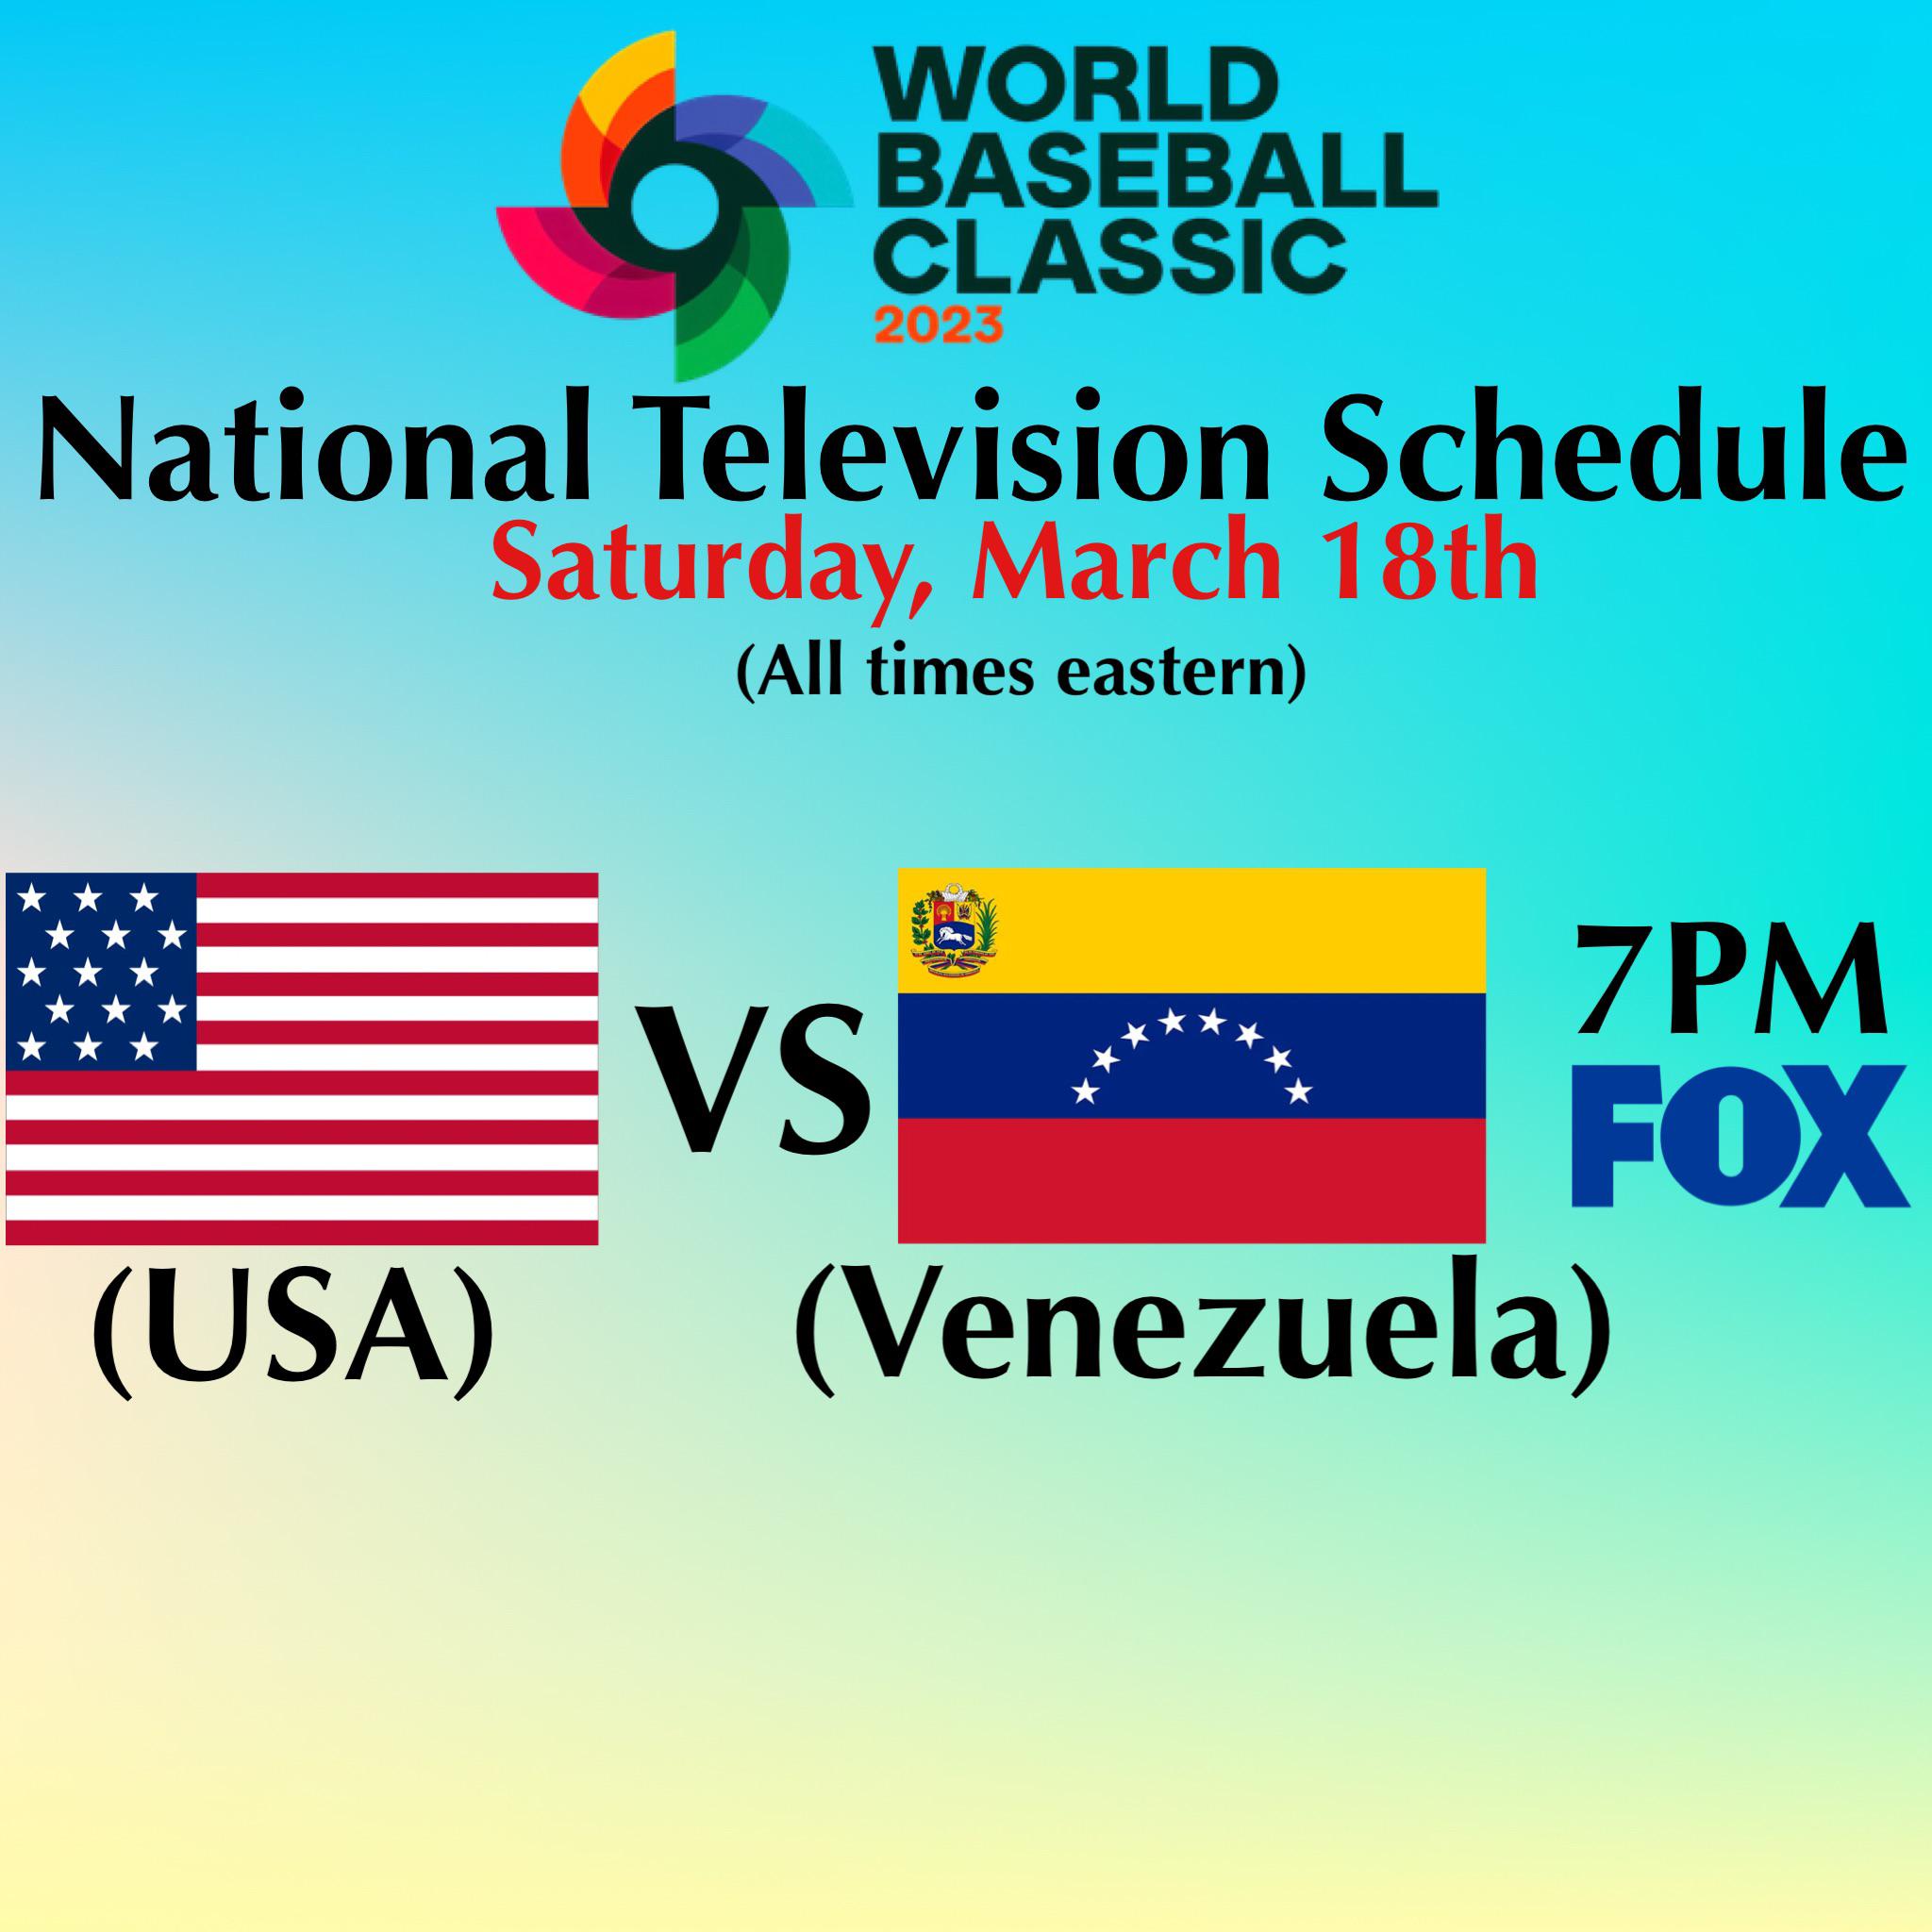 WORLD
BASEBALL
CLASSIC
2023
National Television Schedule
Saturday, March 18th
(All times eastern)
VS
7PM
FOX
(USA)
(Venezuela)